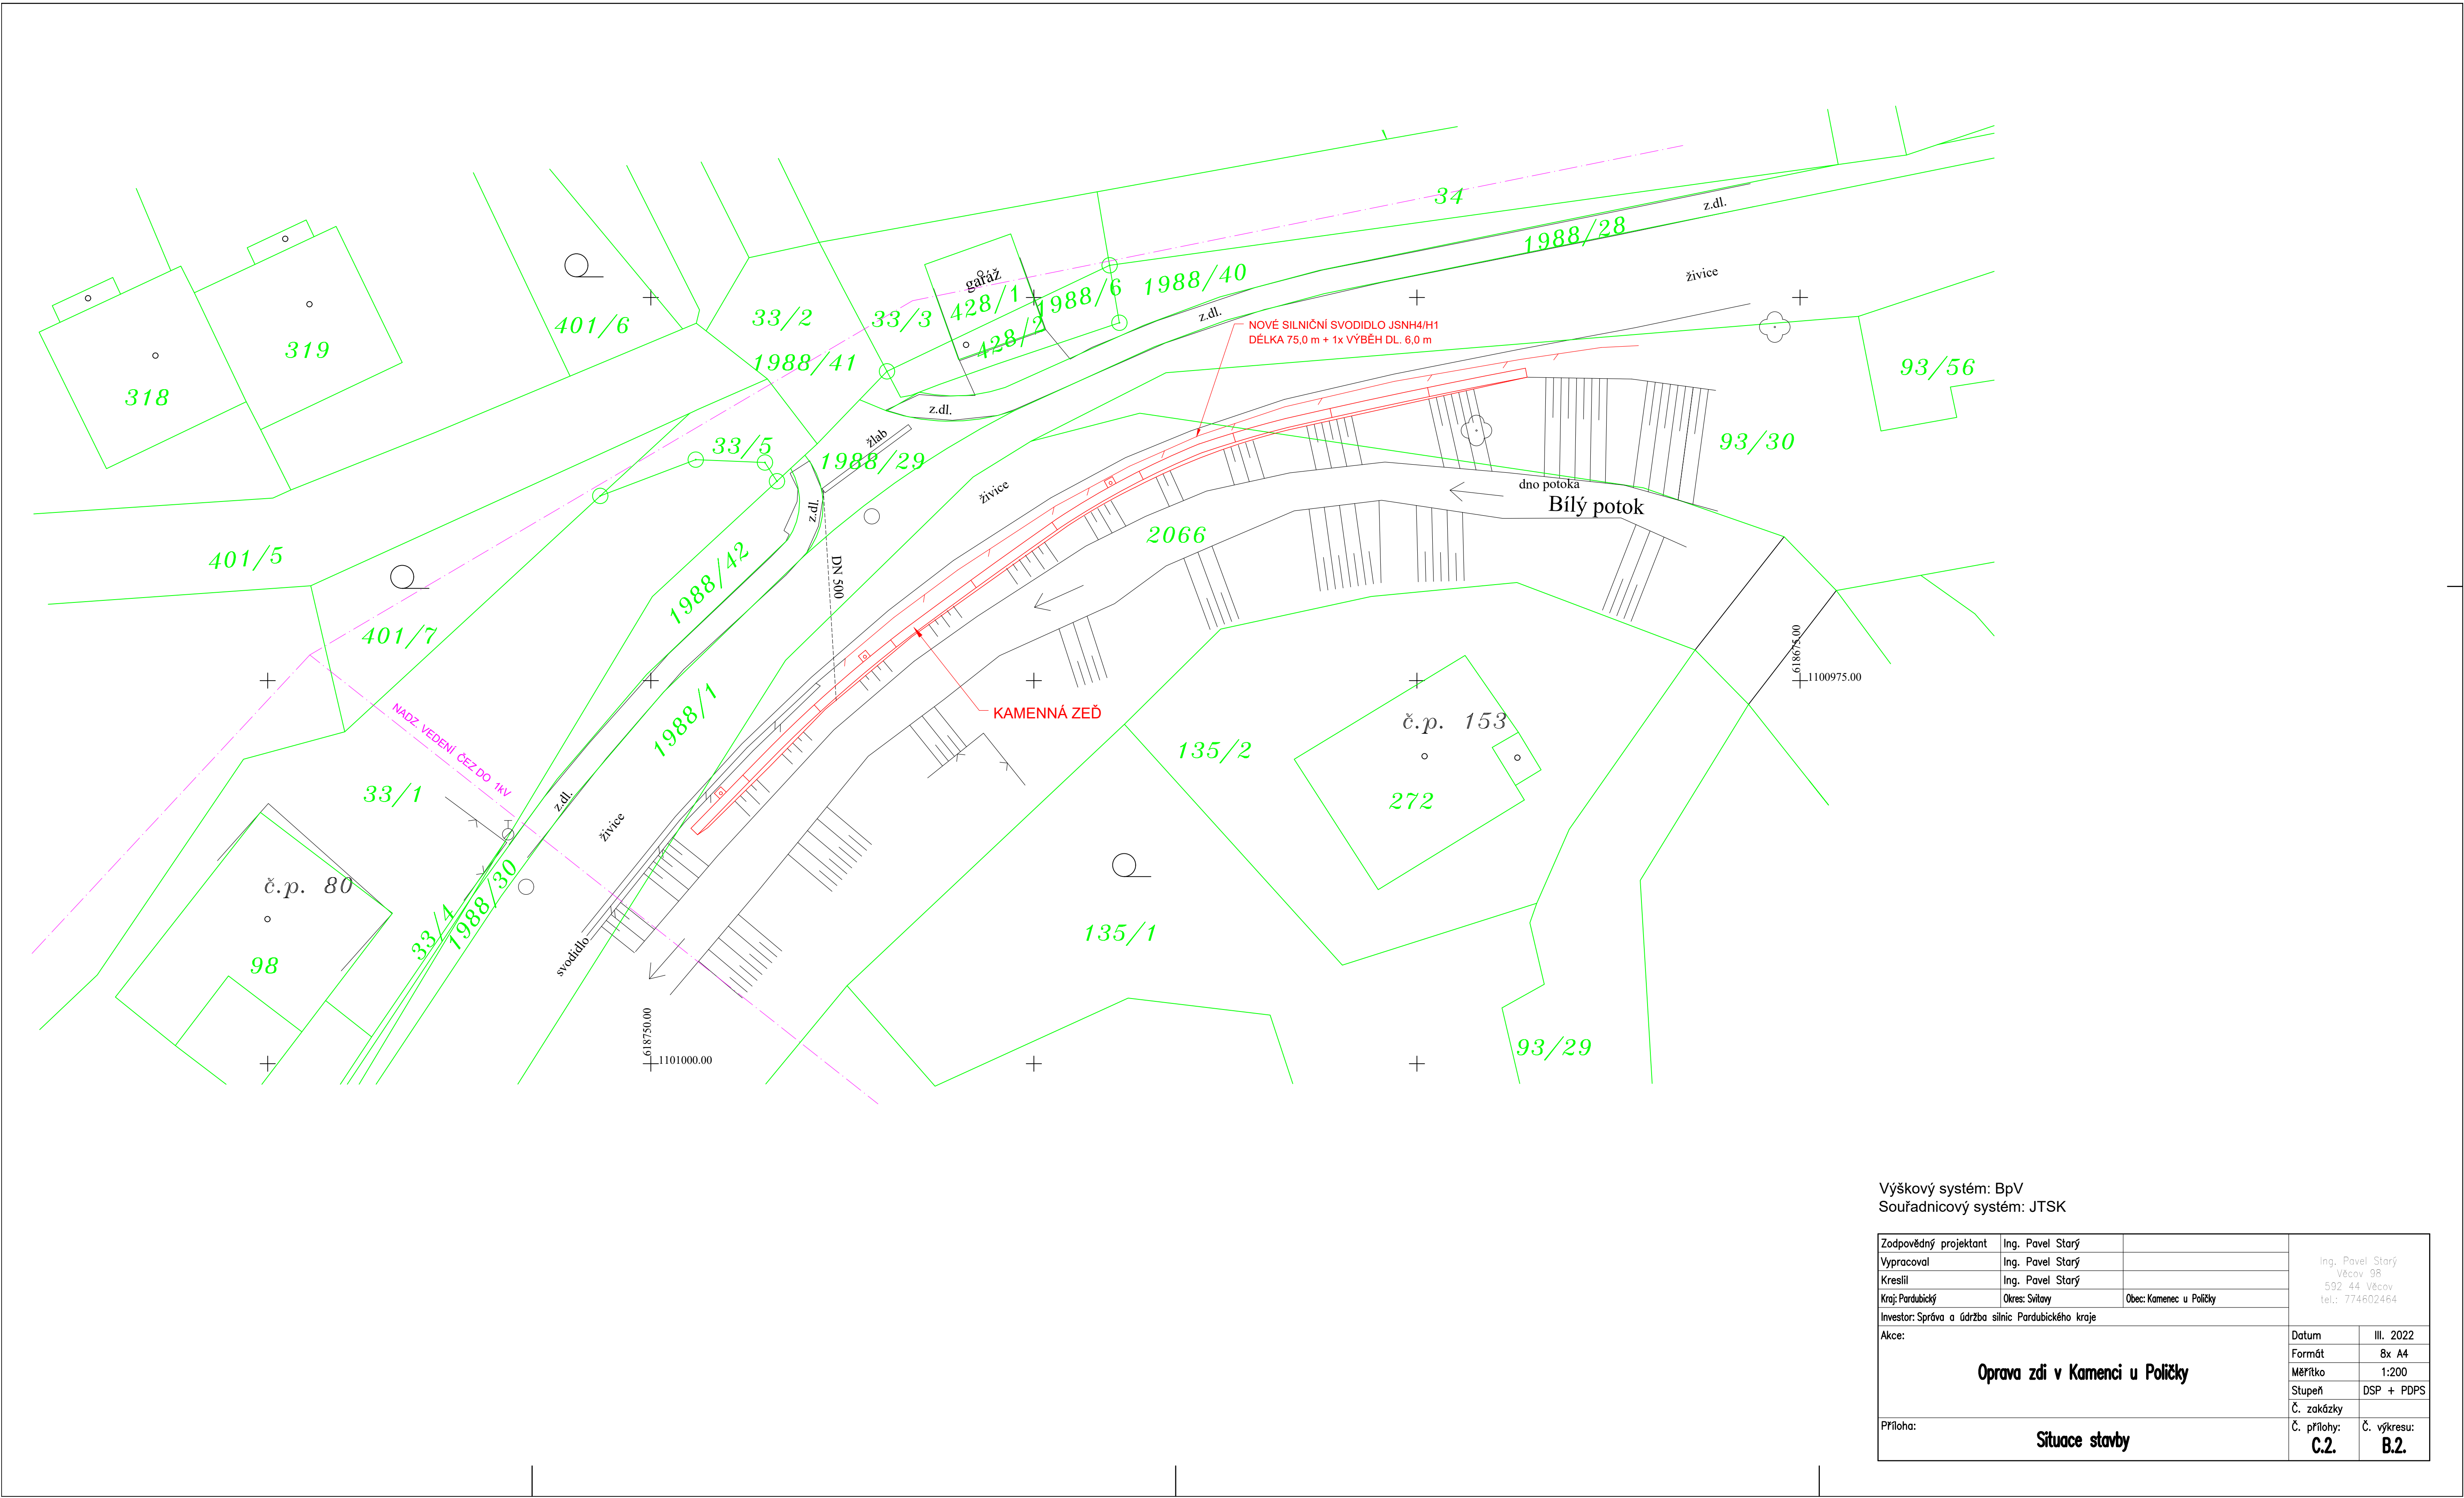 34
z.dl.
1988/28
živice
garáž
1988/40
428/1
1988/6
33/2
33/3
401/6
428/2
z.dl.
NOVÉ SILNIČNÍ SVODIDLO JSNH4/H1
DÉLKA 75,0 m + 1x VÝBĚH DL. 6,0 m
319
1988/41
318
93/56
z.dl.
žlab
33/5
1988/29
93/30
živice
dno potoka
Bílý potok
z.dl.
2066
401/5
1988/42
DN 500
401/7
618675.00
1100975.00
KAMENNÁ ZEĎ
1988/1
č.p. 153
NADZ. VEDENÍ ČEZ DO 1kV
135/2
33/1
272
z.dl.
živice
č.p. 80
1988/30
33/4
135/1
svodidlo
98
618750.00
1101000.00
93/29
Výškový systém: BpV
Souřadnicový systém: JTSK
Zodpovědný projektant Ing. Pavel Starý
Vypracoval Ing. Pavel Starý
Kreslil Ing. Pavel Starý
Kraj: Pardubický Okres: Svitavy Obec: Kamenec u Poličky
Investor: Správa a údržba silnic Pardubického kraje
Ing. Pavel Starý
Věcov 98
592 44 Věcov
tel.: 774602464
Akce:
Oprava zdi v Kamenci u Poličky
Datum III. 2022
Formát 8x A4
Měřítko 1:200
Stupeň DSP + PDPS
Č. zakázky
Příloha:
Situace stavby
Č. přílohy: Č. výkresu:
C.2. B.2.